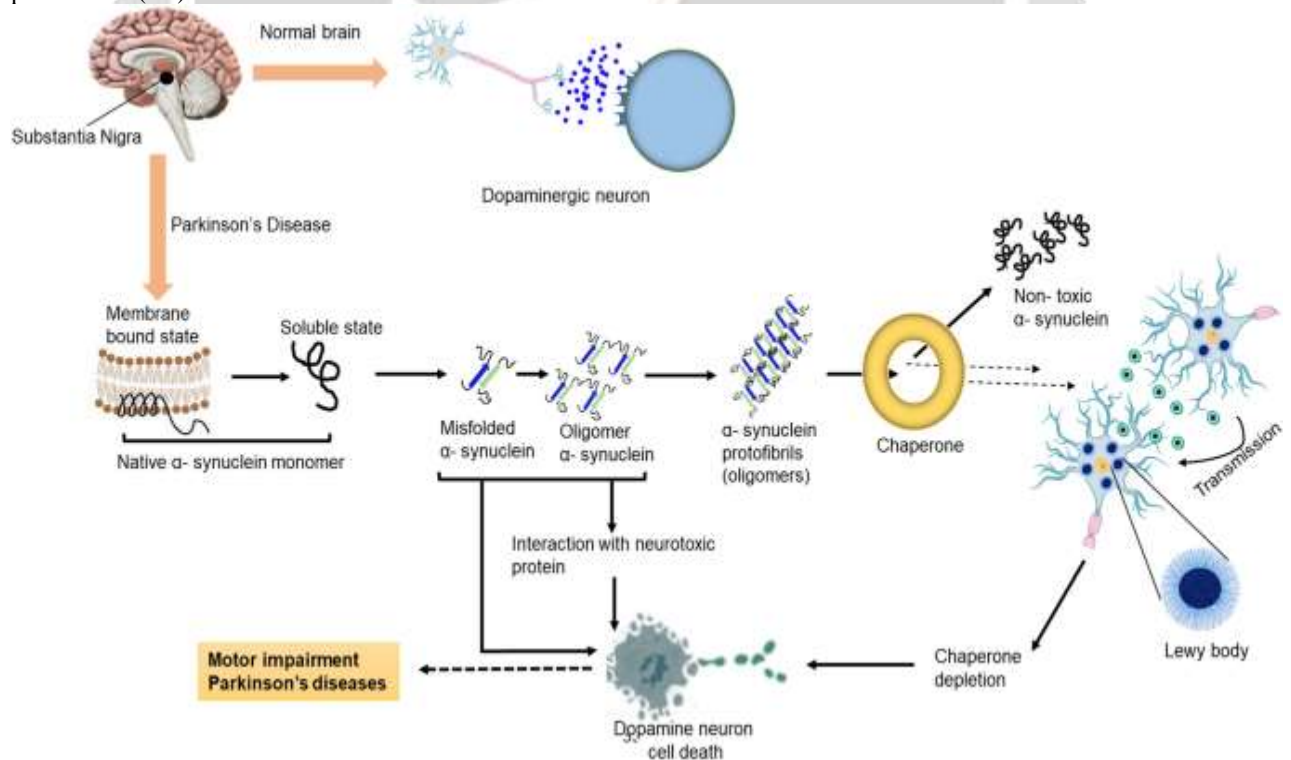 Normal brain
Substantia Nigra
Dopaminergic neuron
Parkinson's Disease
Membrane
bound state
Soluble state
Native α- synuclein monomer
Misfolded
α- synuclein
Oligomer
α- synuclein
α- synuclein
protofibrils
(oligomers)
Chaperone
Non- toxic
α- synuclein
Transmission
Interaction with neurotoxic
protein
Lewy body
Chaperone
depletion
Motor impairment
Parkinson's diseases
Dopamine neuron
cell death